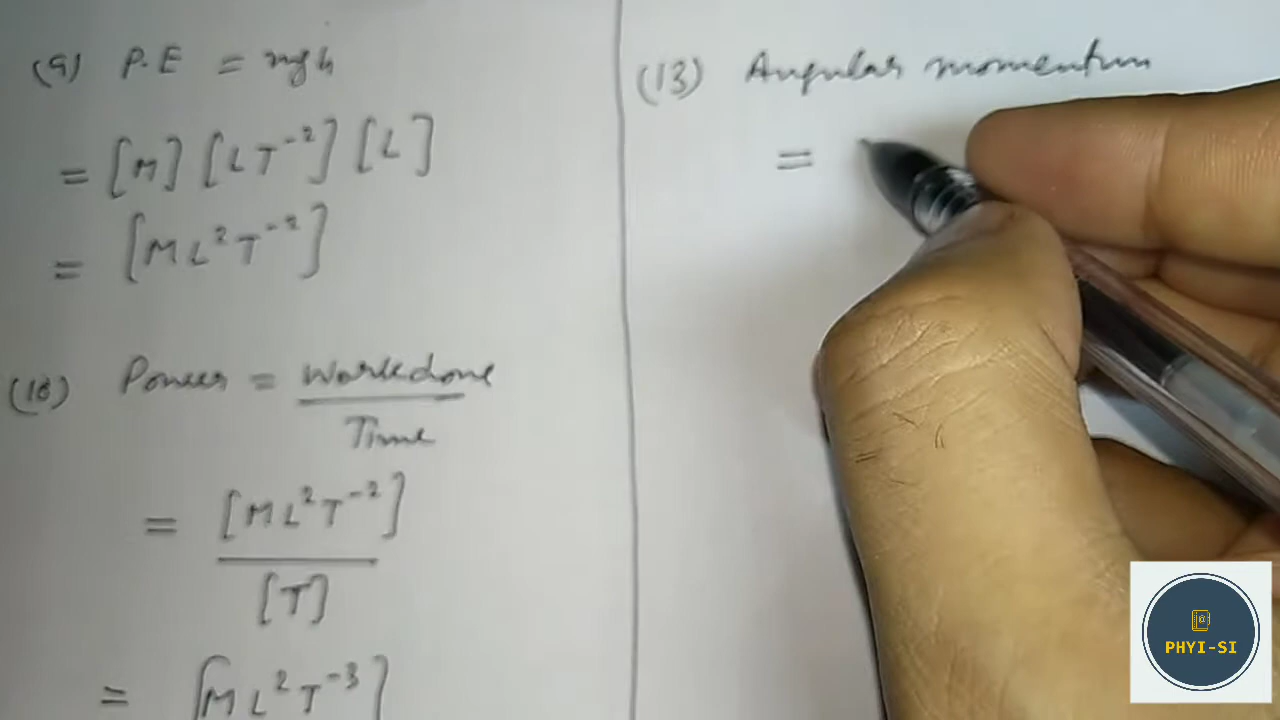 (9) P.E = mgh
= [M] [LT⁻²] [L]
= [ML²T⁻²]
(10) Power = Workdone
Time
= [ML²T⁻²]
[T]
= [ML²T⁻³]
(13) Angular momentum
=
PHYI-SI